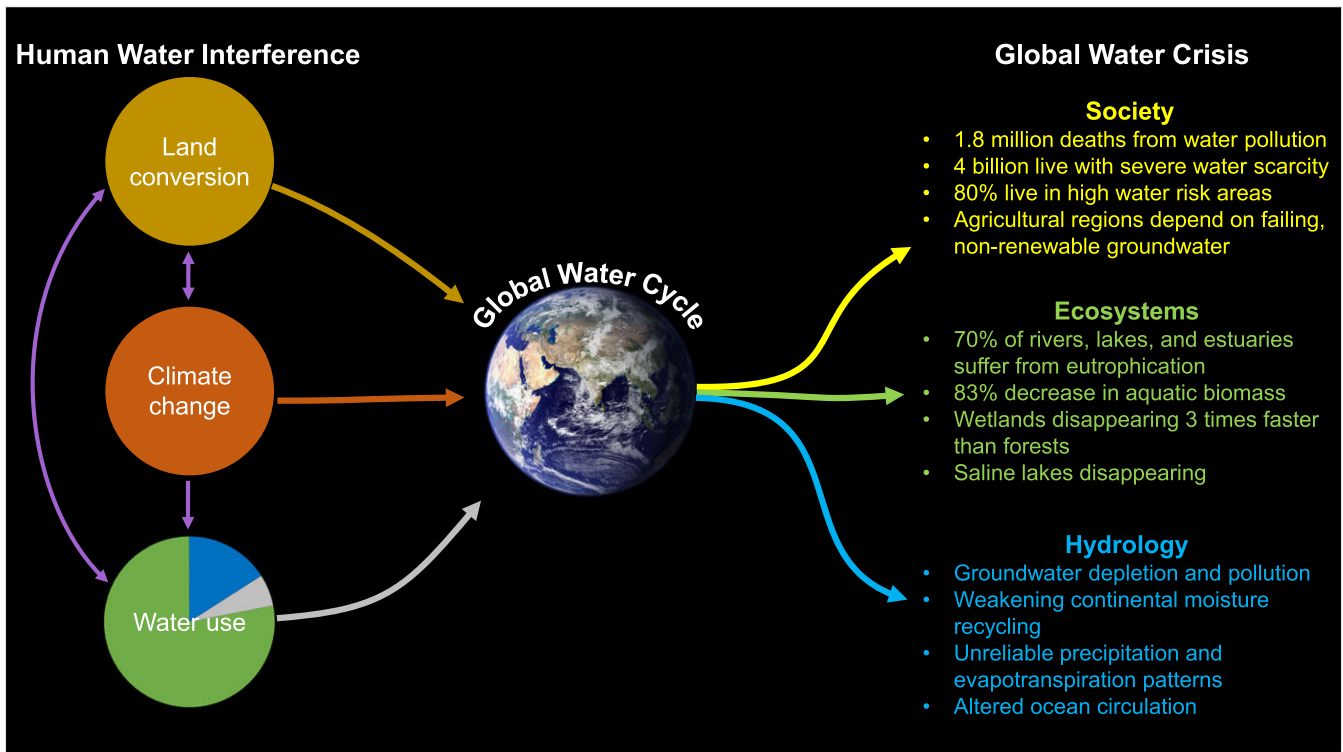 Human Water Interference
Land
conversion
Climate
change
Water use
Global Water Cycle
Global Water Crisis
Society
• 1.8 million deaths from water pollution
• 4 billion live with severe water scarcity
• 80% live in high water risk areas
• Agricultural regions depend on failing,
non-renewable groundwater
Ecosystems
• 70% of rivers, lakes, and estuaries
suffer from eutrophication
• 83% decrease in aquatic biomass
• Wetlands disappearing 3 times faster
than forests
• Saline lakes disappearing
Hydrology
• Groundwater depletion and pollution
• Weakening continental moisture
recycling
• Unreliable precipitation and
evapotranspiration patterns
• Altered ocean circulation